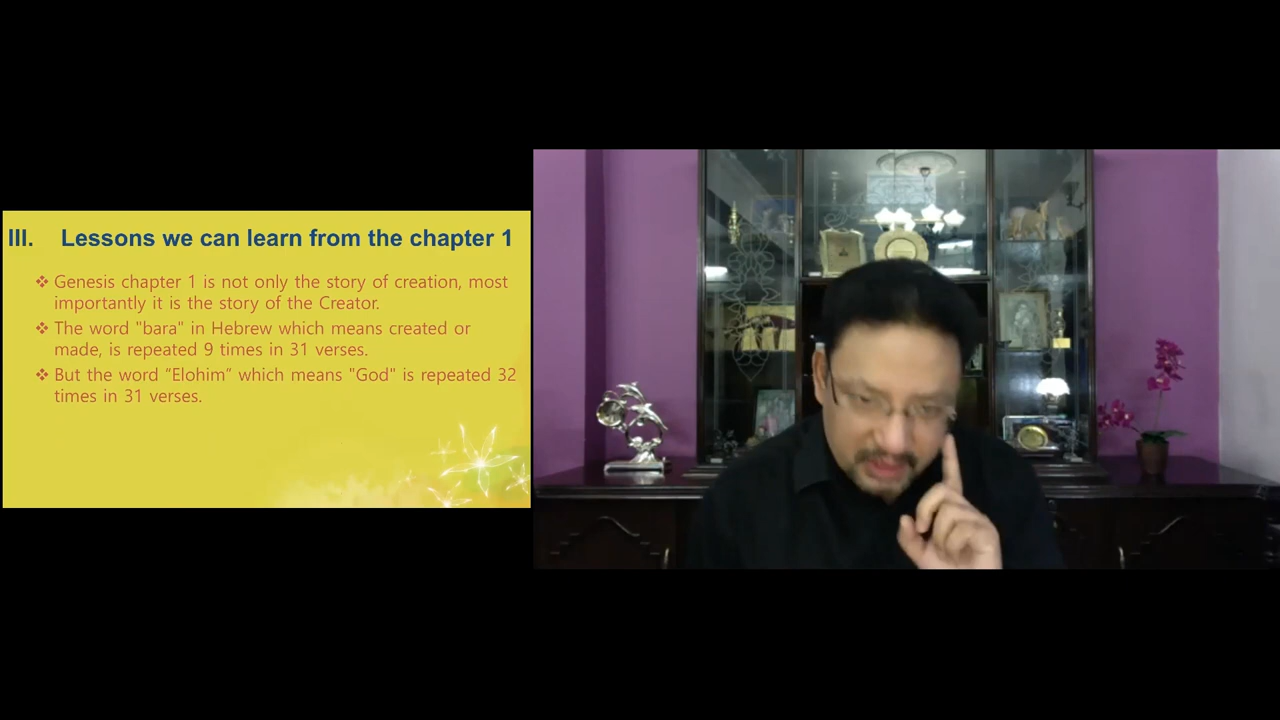 III. Lessons we can learn from the chapter 1
❖ Genesis chapter 1 is not only the story of creation, most
importantly it is the story of the Creator.
❖ The word "bara" in Hebrew which means created or
made, is repeated 9 times in 31 verses.
❖ But the word “Elohim” which means "God" is repeated 32
times in 31 verses.